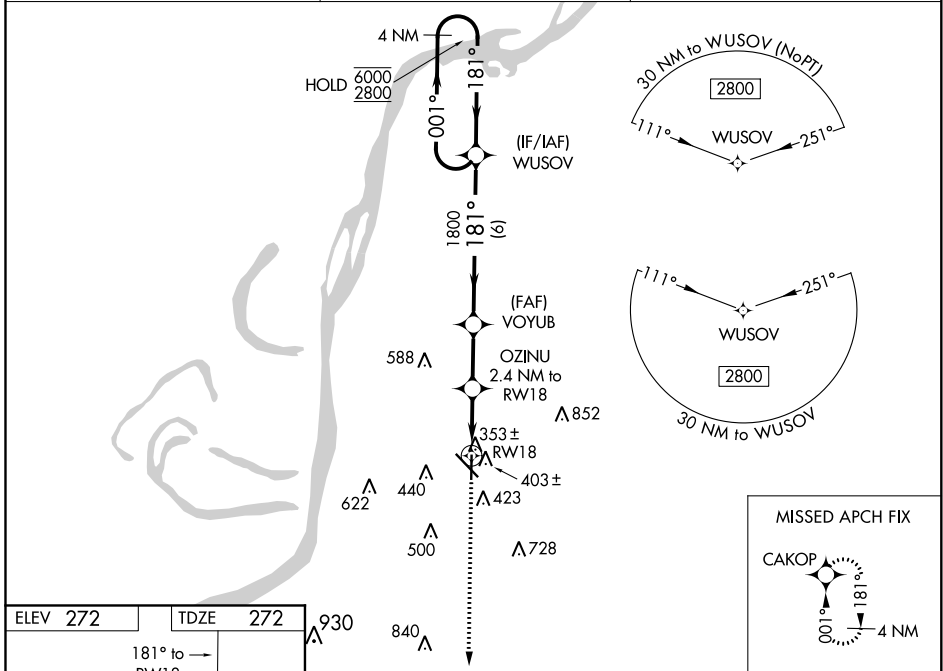 4 NM
HOLD 6000
2800
181°
001°
(IF/IAF)
WUSOV
1800
181°
(6)
(FAF)
VOYUB
588
OZINU
2.4 NM to
RW18
852
353±
RW18
403±
440
622
423
500
728
930
840
30 NM to WUSOV (NoPT)
2800
111°
251°
WUSOV
111°
251°
WUSOV
2800
30 NM to WUSOV
MISSED APCH FIX
CAKOP
001°
181°
4 NM
ELEV 272
TDZE 272
181° to
RW18